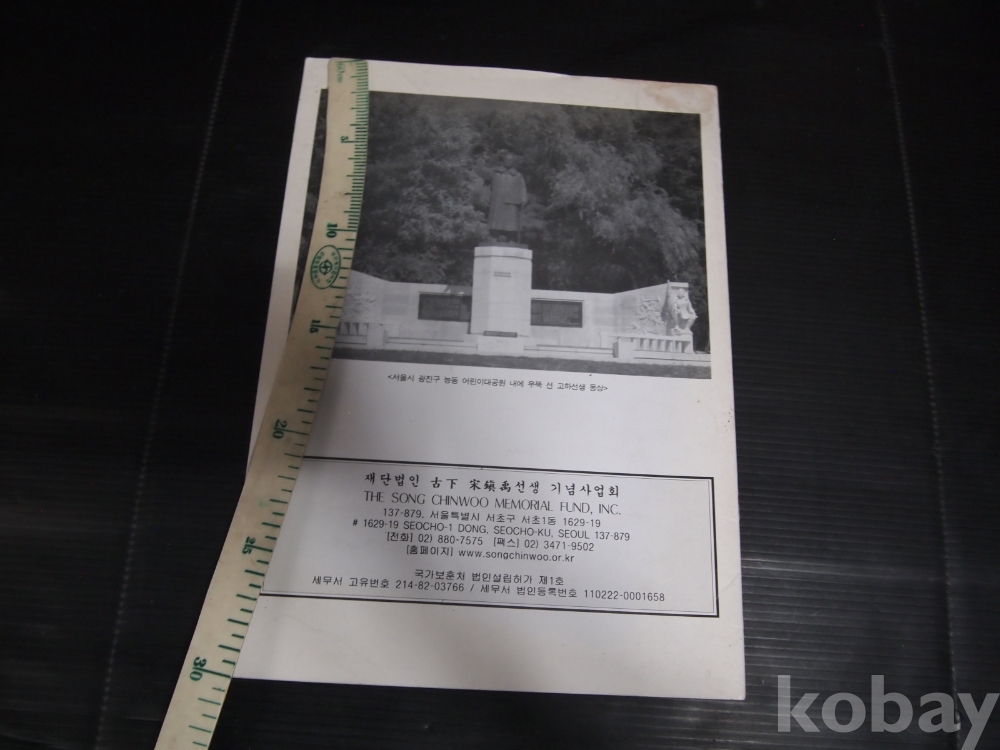 <서울시 광진구 능동 어린이대공원 내에 우뚝 선 고하선생 동상>
재단법인 古下 宋鎭禹선생 기념사업회
THE SONG CHINWOO MEMORIAL FUND, INC.
137-879, 서울특별시 서초구 서초1동 1629-19
# 1629-19 SEOCHO-1 DONG, SEOCHO-KU, SEOUL 137-879
[전화] 02) 880-7575 [팩스] 02) 3471-9502
[홈페이지] www.songchinwoo.or.kr
국가보훈처 법인설립허가 제1호
세무서 고유번호 214-82-03766 / 세무서 법인등록번호 110222-0001658
5
10
15
20
25
30
kobay